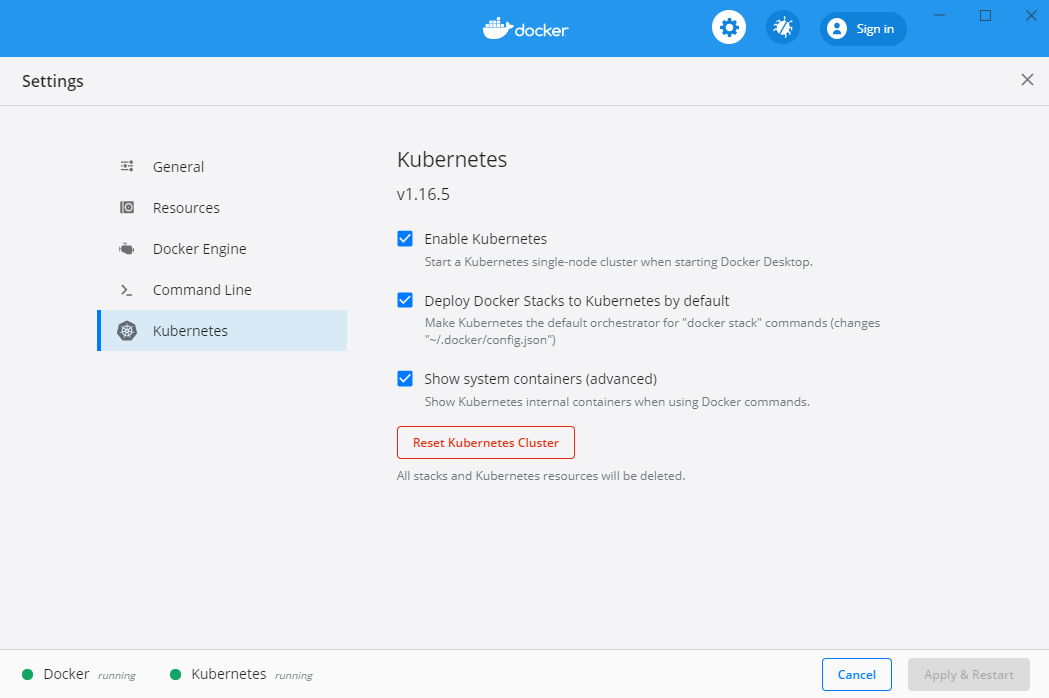 docker
Sign in
Settings
General
Resources
Docker Engine
Command Line
Kubernetes
Kubernetes
v1.16.5
Enable Kubernetes
Start a Kubernetes single-node cluster when starting Docker Desktop.
Deploy Docker Stacks to Kubernetes by default
Make Kubernetes the default orchestrator for "docker stack" commands (changes
"~/.docker/config.json")
Show system containers (advanced)
Show Kubernetes internal containers when using Docker commands.
Reset Kubernetes Cluster
All stacks and Kubernetes resources will be deleted.
Docker running
Kubernetes running
Cancel
Apply & Restart